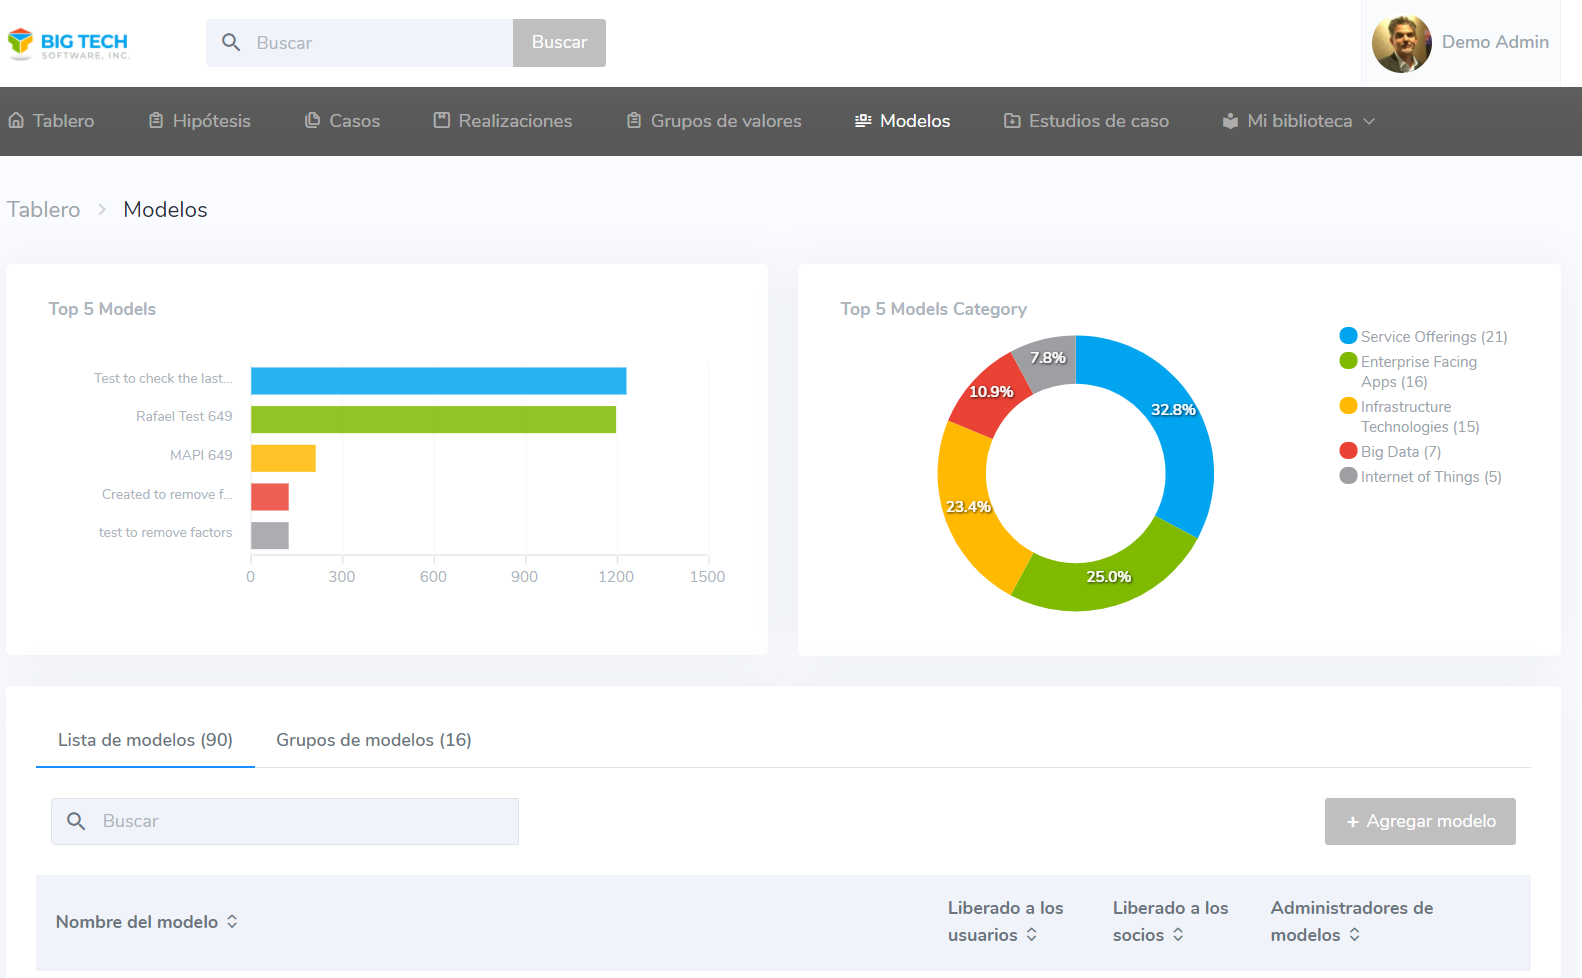 BIG TECH
SOFTWARE, INC.
Buscar
Buscar
Demo Admin
Tablero
Hipótesis
Casos
Realizaciones
Grupos de valores
Modelos
Estudios de caso
Mi biblioteca
Tablero
Modelos
Top 5 Models
Test to check the last...
Rafael Test 649
MAPI 649
Created to remove f...
test to remove factors
0
300
600
900
1200
1500
Top 5 Models Category
7.8%
10.9%
32.8%
23.4%
25.0%
Service Offerings (21)
Enterprise Facing
Apps (16)
Infrastructure
Technologies (15)
Big Data (7)
Internet of Things (5)
Lista de modelos (90)
Grupos de modelos (16)
Buscar
+ Agregar modelo
Nombre del modelo
Liberado a los
usuarios
Liberado a los
socios
Administradores de
modelos